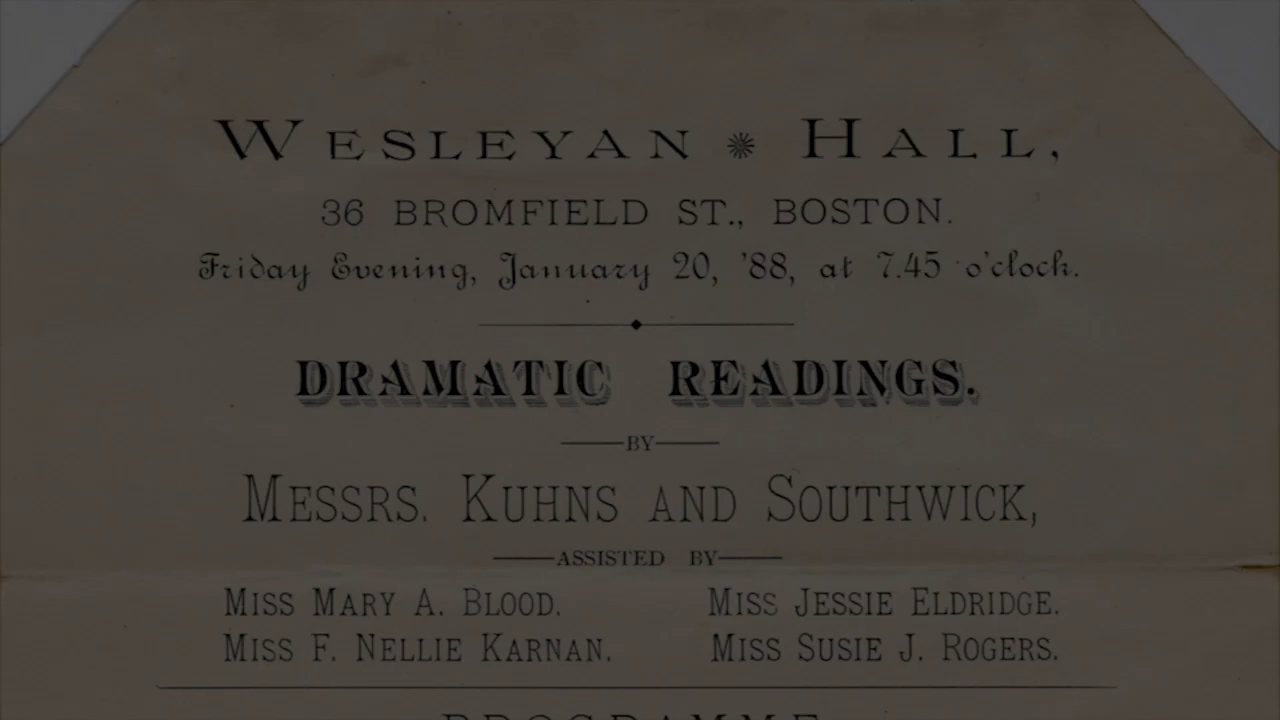 WESLEYAN HALL,
36 BROMFIELD ST., BOSTON.
Friday Evening, January 20, '88, at 7.45 o'clock.
DRAMATIC READINGS.
BY
MESSRS. KUHNS AND SOUTHWICK,
ASSISTED BY
MISS MARY A. BLOOD. MISS JESSIE ELDRIDGE.
MISS F. NELLIE KARNAN. MISS SUSIE J. ROGERS.
PROGRAMME